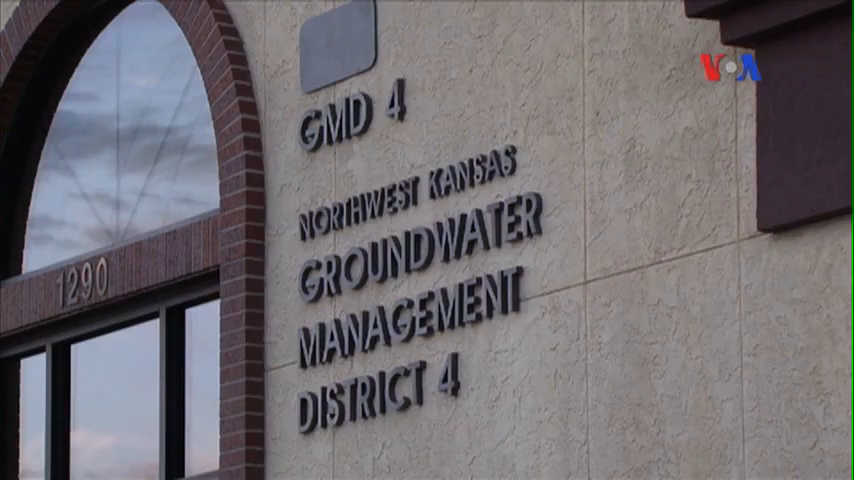 VOA
GMD 4
NORTHWEST KANSAS
GROUNDWATER
MANAGEMENT
DISTRICT 4
1290